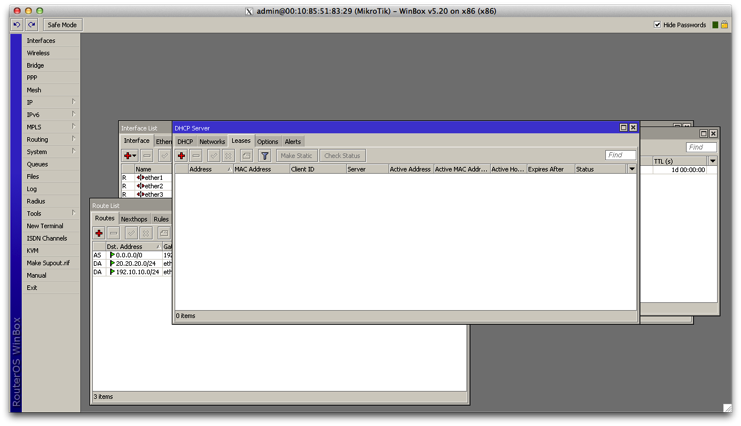 admin@00:10:B5:51:83:29 (MikroTik) – WinBox v5.20 on x86 (x86)
Safe Mode
Hide Passwords
Interfaces
Wireless
Bridge
PPP
Mesh
IP
IPv6
MPLS
Routing
System
Queues
Files
Log
Radius
Tools
New Terminal
ISDN Channels
KVM
Make Supout.rif
Manual
Exit
RouterOS WinBox
Interface List
Interface Ether
Name
R ether1
R ether2
R ether3
DHCP Server
DHCP Networks Leases Options Alerts
Make Static Check Status Find
Address MAC Address Client ID Server Active Address Active MAC Addr... Active Ho... Expires After Status
0 items
Find
TTL (s)
1d 00:00:00
Route List
Routes Nexthops Rules
Dst. Address Gat
AS 0.0.0.0/0 192
DA 20.20.20.0/24 eth
DA 192.10.10.0/24 eth
3 items